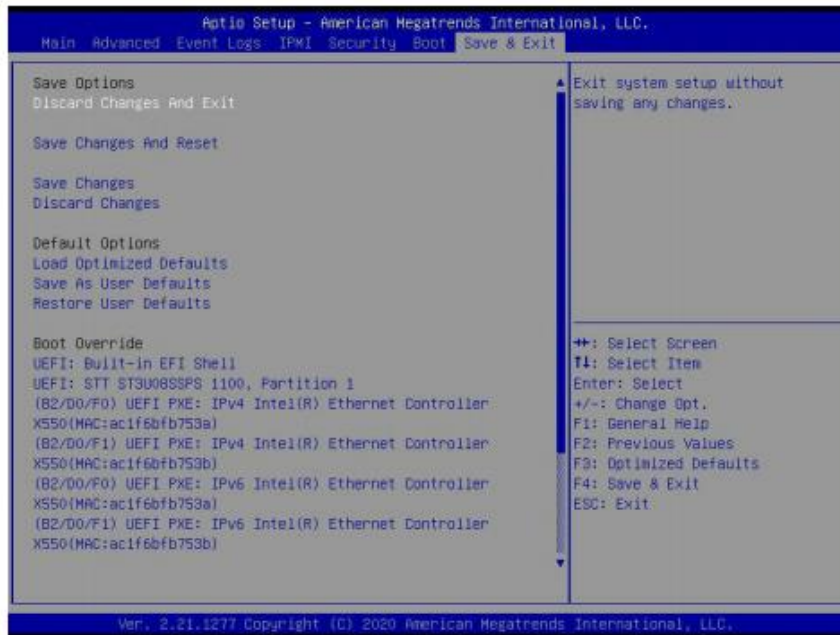 Aptio Setup - American Megatrends International, LLC.
Main Advanced Event Logs IPMI Security Boot Save & Exit
Save Options
Discard Changes And Exit
Save Changes And Reset
Save Changes
Discard Changes
Default Options
Load Optimized Defaults
Save As User Defaults
Restore User Defaults
Boot Override
UEFI: Built-in EFI Shell
UEFI: STT ST3U08SSPS 1100, Partition 1
(B2/D0/F0) UEFI PXE: IPv4 Intel(R) Ethernet Controller
X550(MAC:ac1f6bfb753a)
(B2/D0/F1) UEFI PXE: IPv4 Intel(R) Ethernet Controller
X550(MAC:ac1f6bfb753b)
(B2/D0/F0) UEFI PXE: IPv6 Intel(R) Ethernet Controller
X550(MAC:ac1f6bfb753a)
(B2/D0/F1) UEFI PXE: IPv6 Intel(R) Ethernet Controller
X550(MAC:ac1f6bfb753b)
Exit system setup without
saving any changes.
→←: Select Screen
↑↓: Select Item
Enter: Select
+/-: Change Opt.
F1: General Help
F2: Previous Values
F3: Optimized Defaults
F4: Save & Exit
ESC: Exit
Ver. 2.21.1277 Copyright (C) 2020 American Megatrends International, LLC.